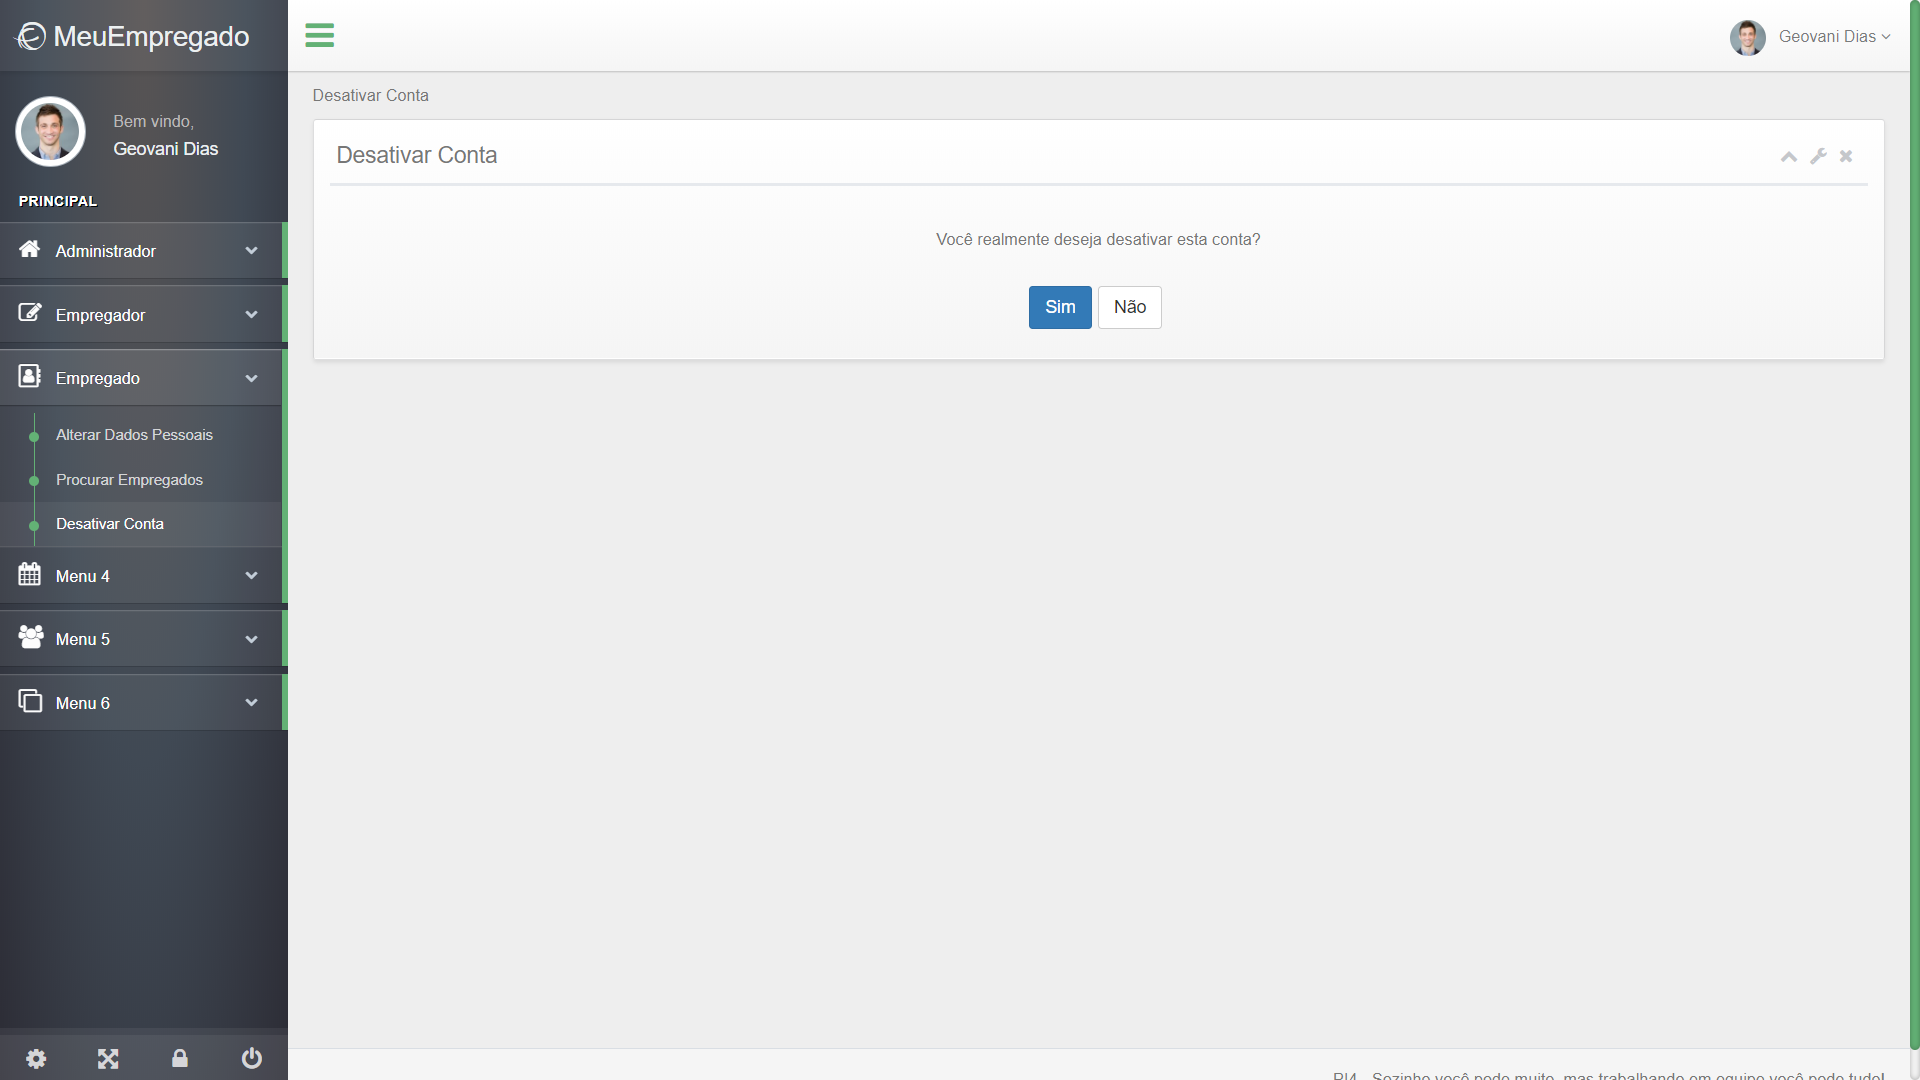 MeuEmpregado
Geovani Dias
Bem vindo,
Geovani Dias
PRINCIPAL
Administrador
Empregador
Empregado
Alterar Dados Pessoais
Procurar Empregados
Desativar Conta
Menu 4
Menu 5
Menu 6
Desativar Conta
Desativar Conta
Você realmente deseja desativar esta conta?
Sim Não
PI4 - Sozinho você pode muito, mas trabalhando em equipe você pode tudo!